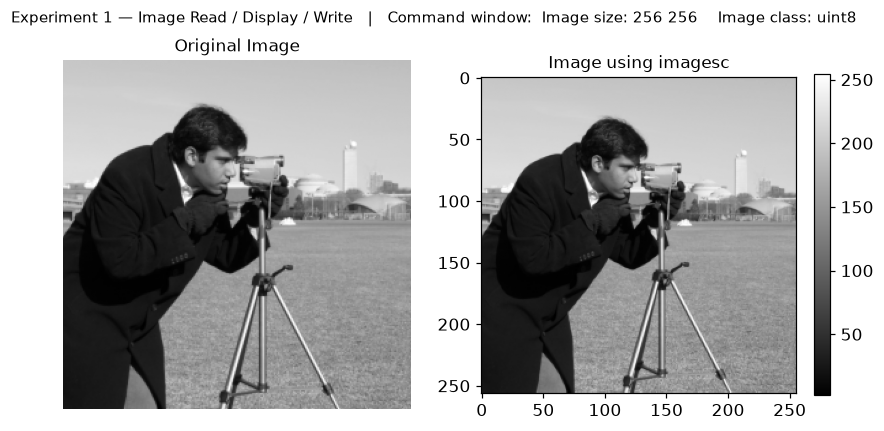 Experiment 1 — Image Read / Display / Write   |   Command window:  Image size: 256 256    Image class: uint8
Original Image
Image using imagesc
0
50
100
150
200
250
0 50 100 150 200 250
250
200
150
100
50